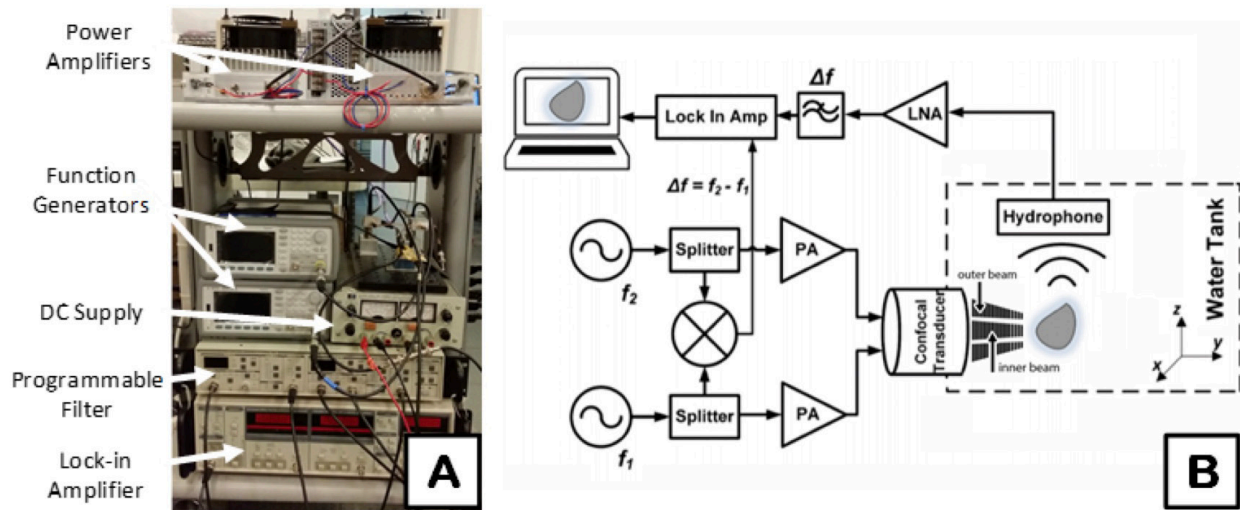 Power
Amplifiers
Function
Generators
DC Supply
Programmable
Filter
Lock-in
Amplifier
A
Lock In Amp
Δf
LNA
Δf = f2 - f1
Hydrophone
Water Tank
f2
Splitter
PA
outer beam
Confocal
Transducer
inner beam
z
y
x
f1
Splitter
PA
B